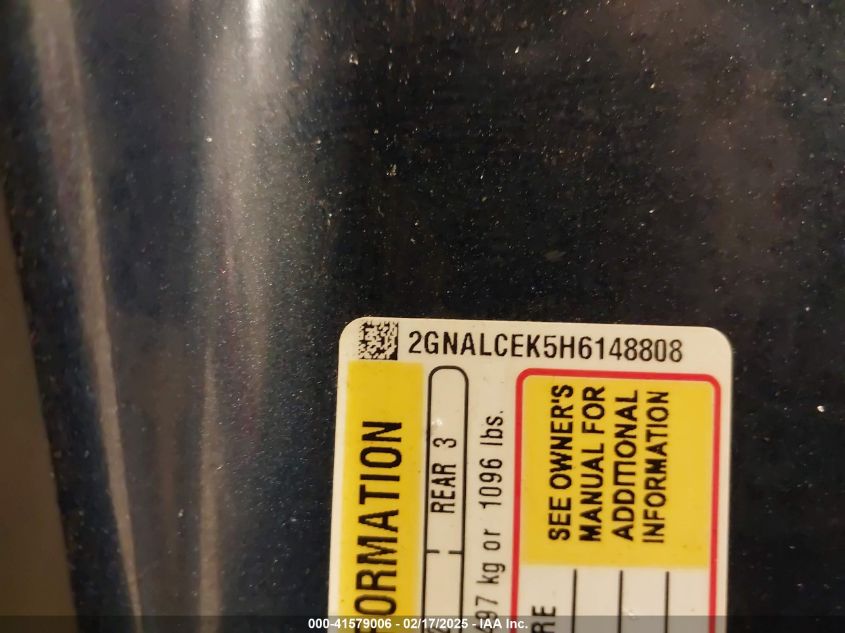 2GNALCEK5H6148808
FORMATION
REAR 3
497 kg or 1096 lbs.
SEE OWNER'S
MANUAL FOR
ADDITIONAL
INFORMATION
000-41579006 - 02/17/2025 - IAA Inc.